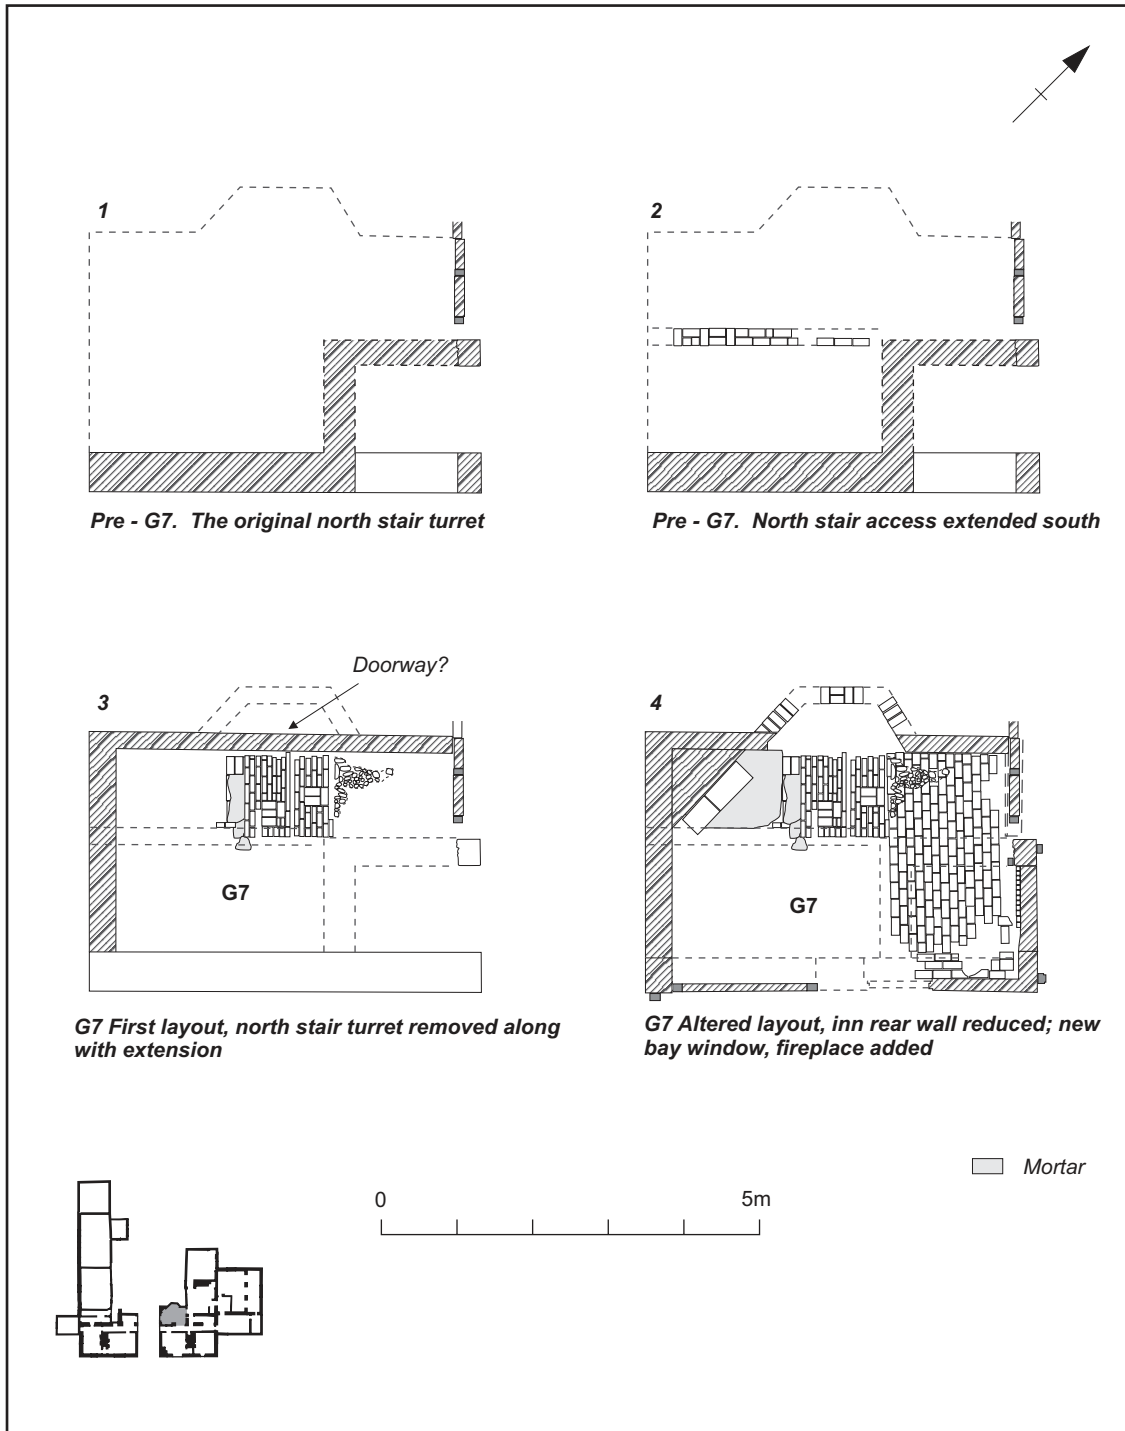 1
2
Pre - G7.  The original north stair turret
Pre - G7.  North stair access extended south
Doorway?
3
4
G7
G7
G7 First layout, north stair turret removed along
with extension
G7 Altered layout, inn rear wall reduced; new
bay window, fireplace added
Mortar
0
5m